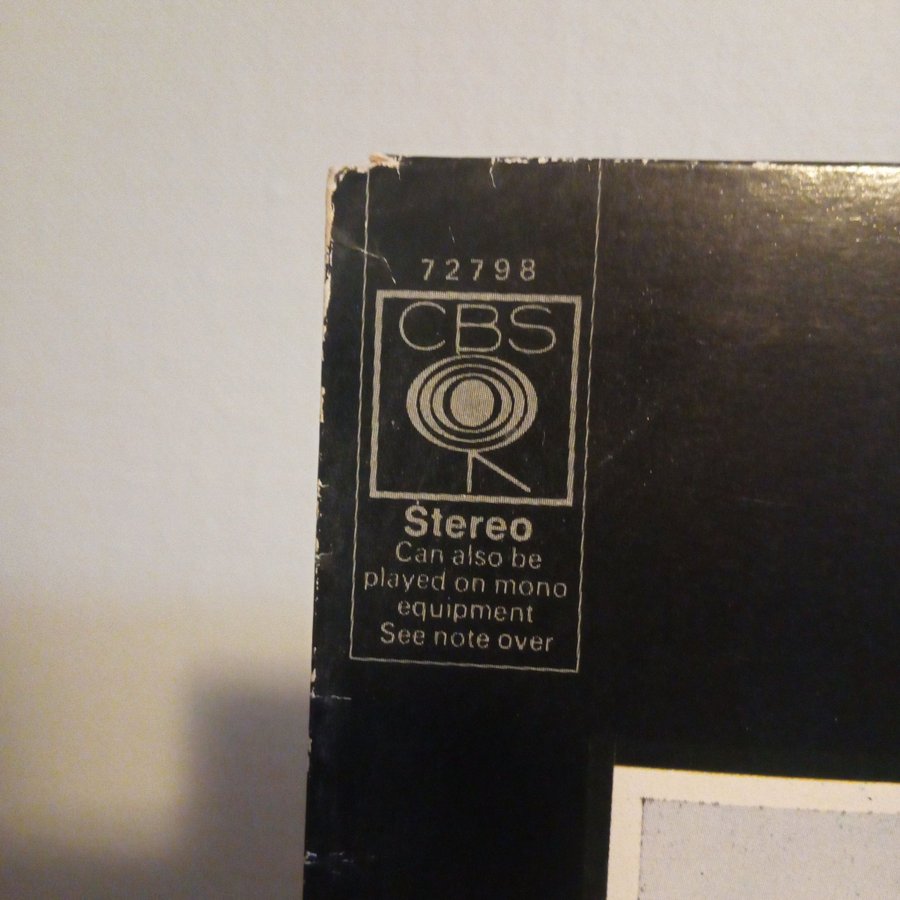 72798
CBS
Stereo
Can also be
played on mono
equipment
See note over